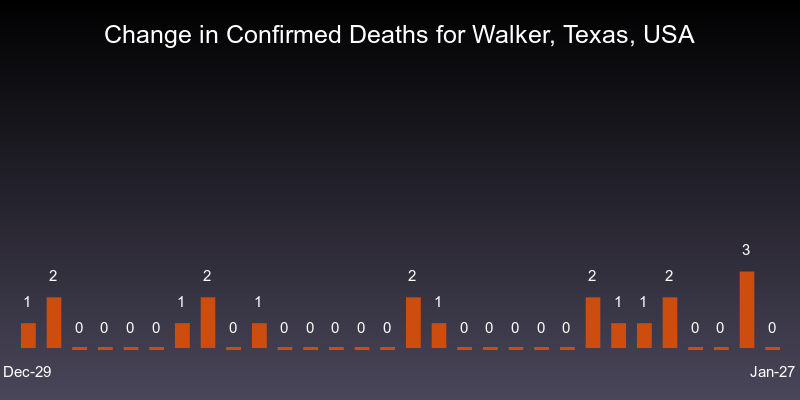 Change in Confirmed Deaths for Walker, Texas, USA
3
2 2 2 2 2
1 1 1 1 1 1
0 0 0 0 0 0 0 0 0 0 0 0 0 0 0 0 0 0
Dec-29 Jan-27